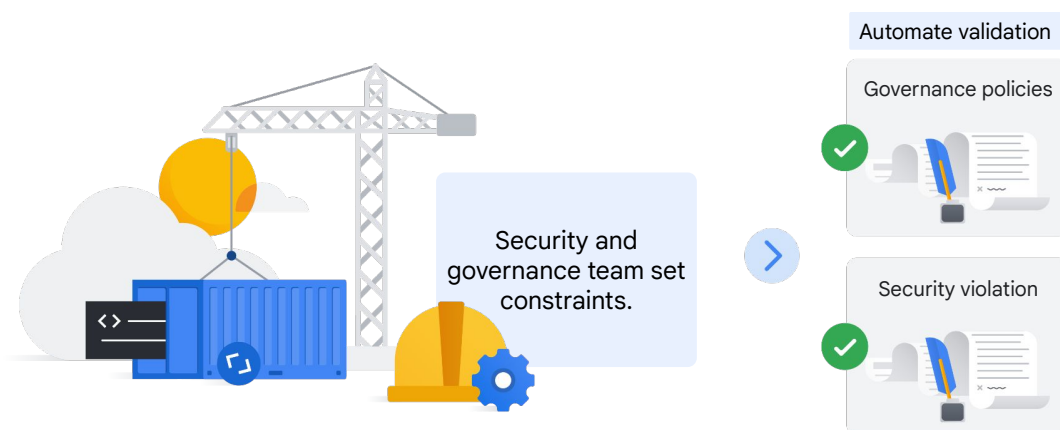 Automate validation
Governance policies
Security and
governance team set
constraints.
Security violation